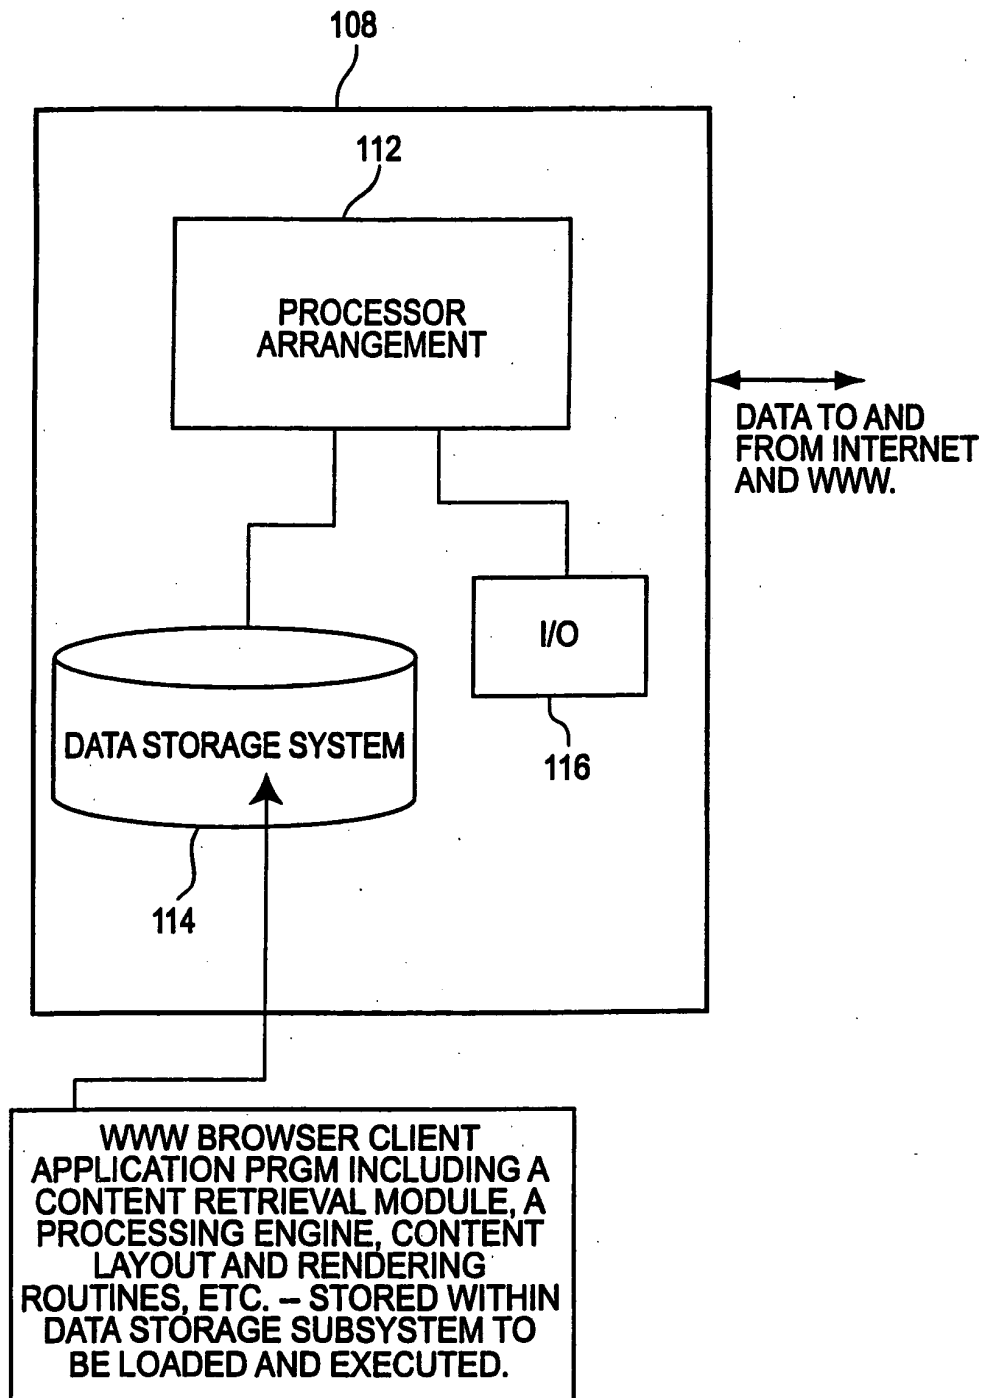 108
112
PROCESSOR
ARRANGEMENT
DATA TO AND
FROM INTERNET
AND WWW.
I/O
DATA STORAGE SYSTEM
116
114
WWW BROWSER CLIENT
APPLICATION PRGM INCLUDING A
CONTENT RETRIEVAL MODULE, A
PROCESSING ENGINE, CONTENT
LAYOUT AND RENDERING
ROUTINES, ETC. – STORED WITHIN
DATA STORAGE SUBSYSTEM TO
BE LOADED AND EXECUTED.